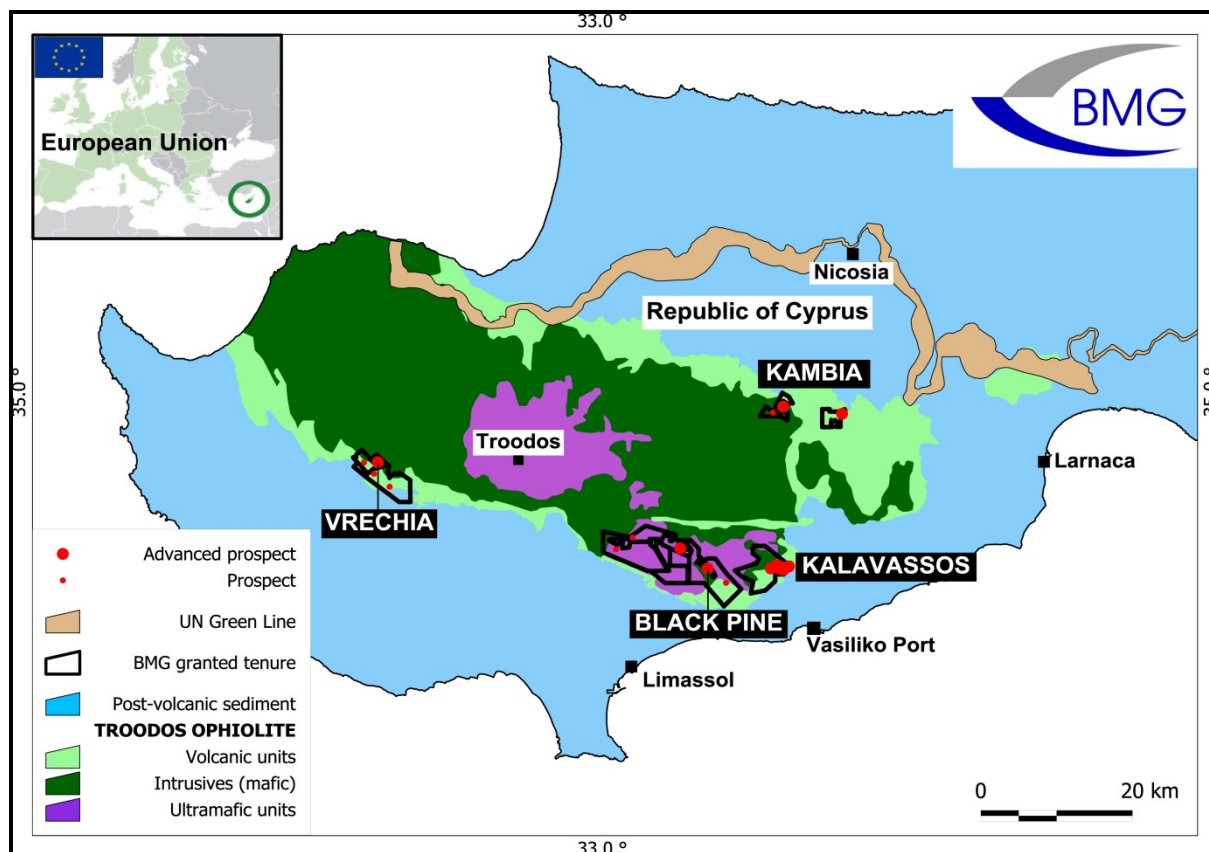 33.0 °
European Union
BMG
Nicosia
Republic of Cyprus
KAMBIA
35.0 °
35.0 °
Troodos
Larnaca
VRECHIA
KALAVASSOS
BLACK PINE
Vasiliko Port
Limassol
Advanced prospect
Prospect
UN Green Line
BMG granted tenure
Post-volcanic sediment
TROODOS OPHIOLITE
Volcanic units
Intrusives (mafic)
Ultramafic units
0 20 km
33.0 °